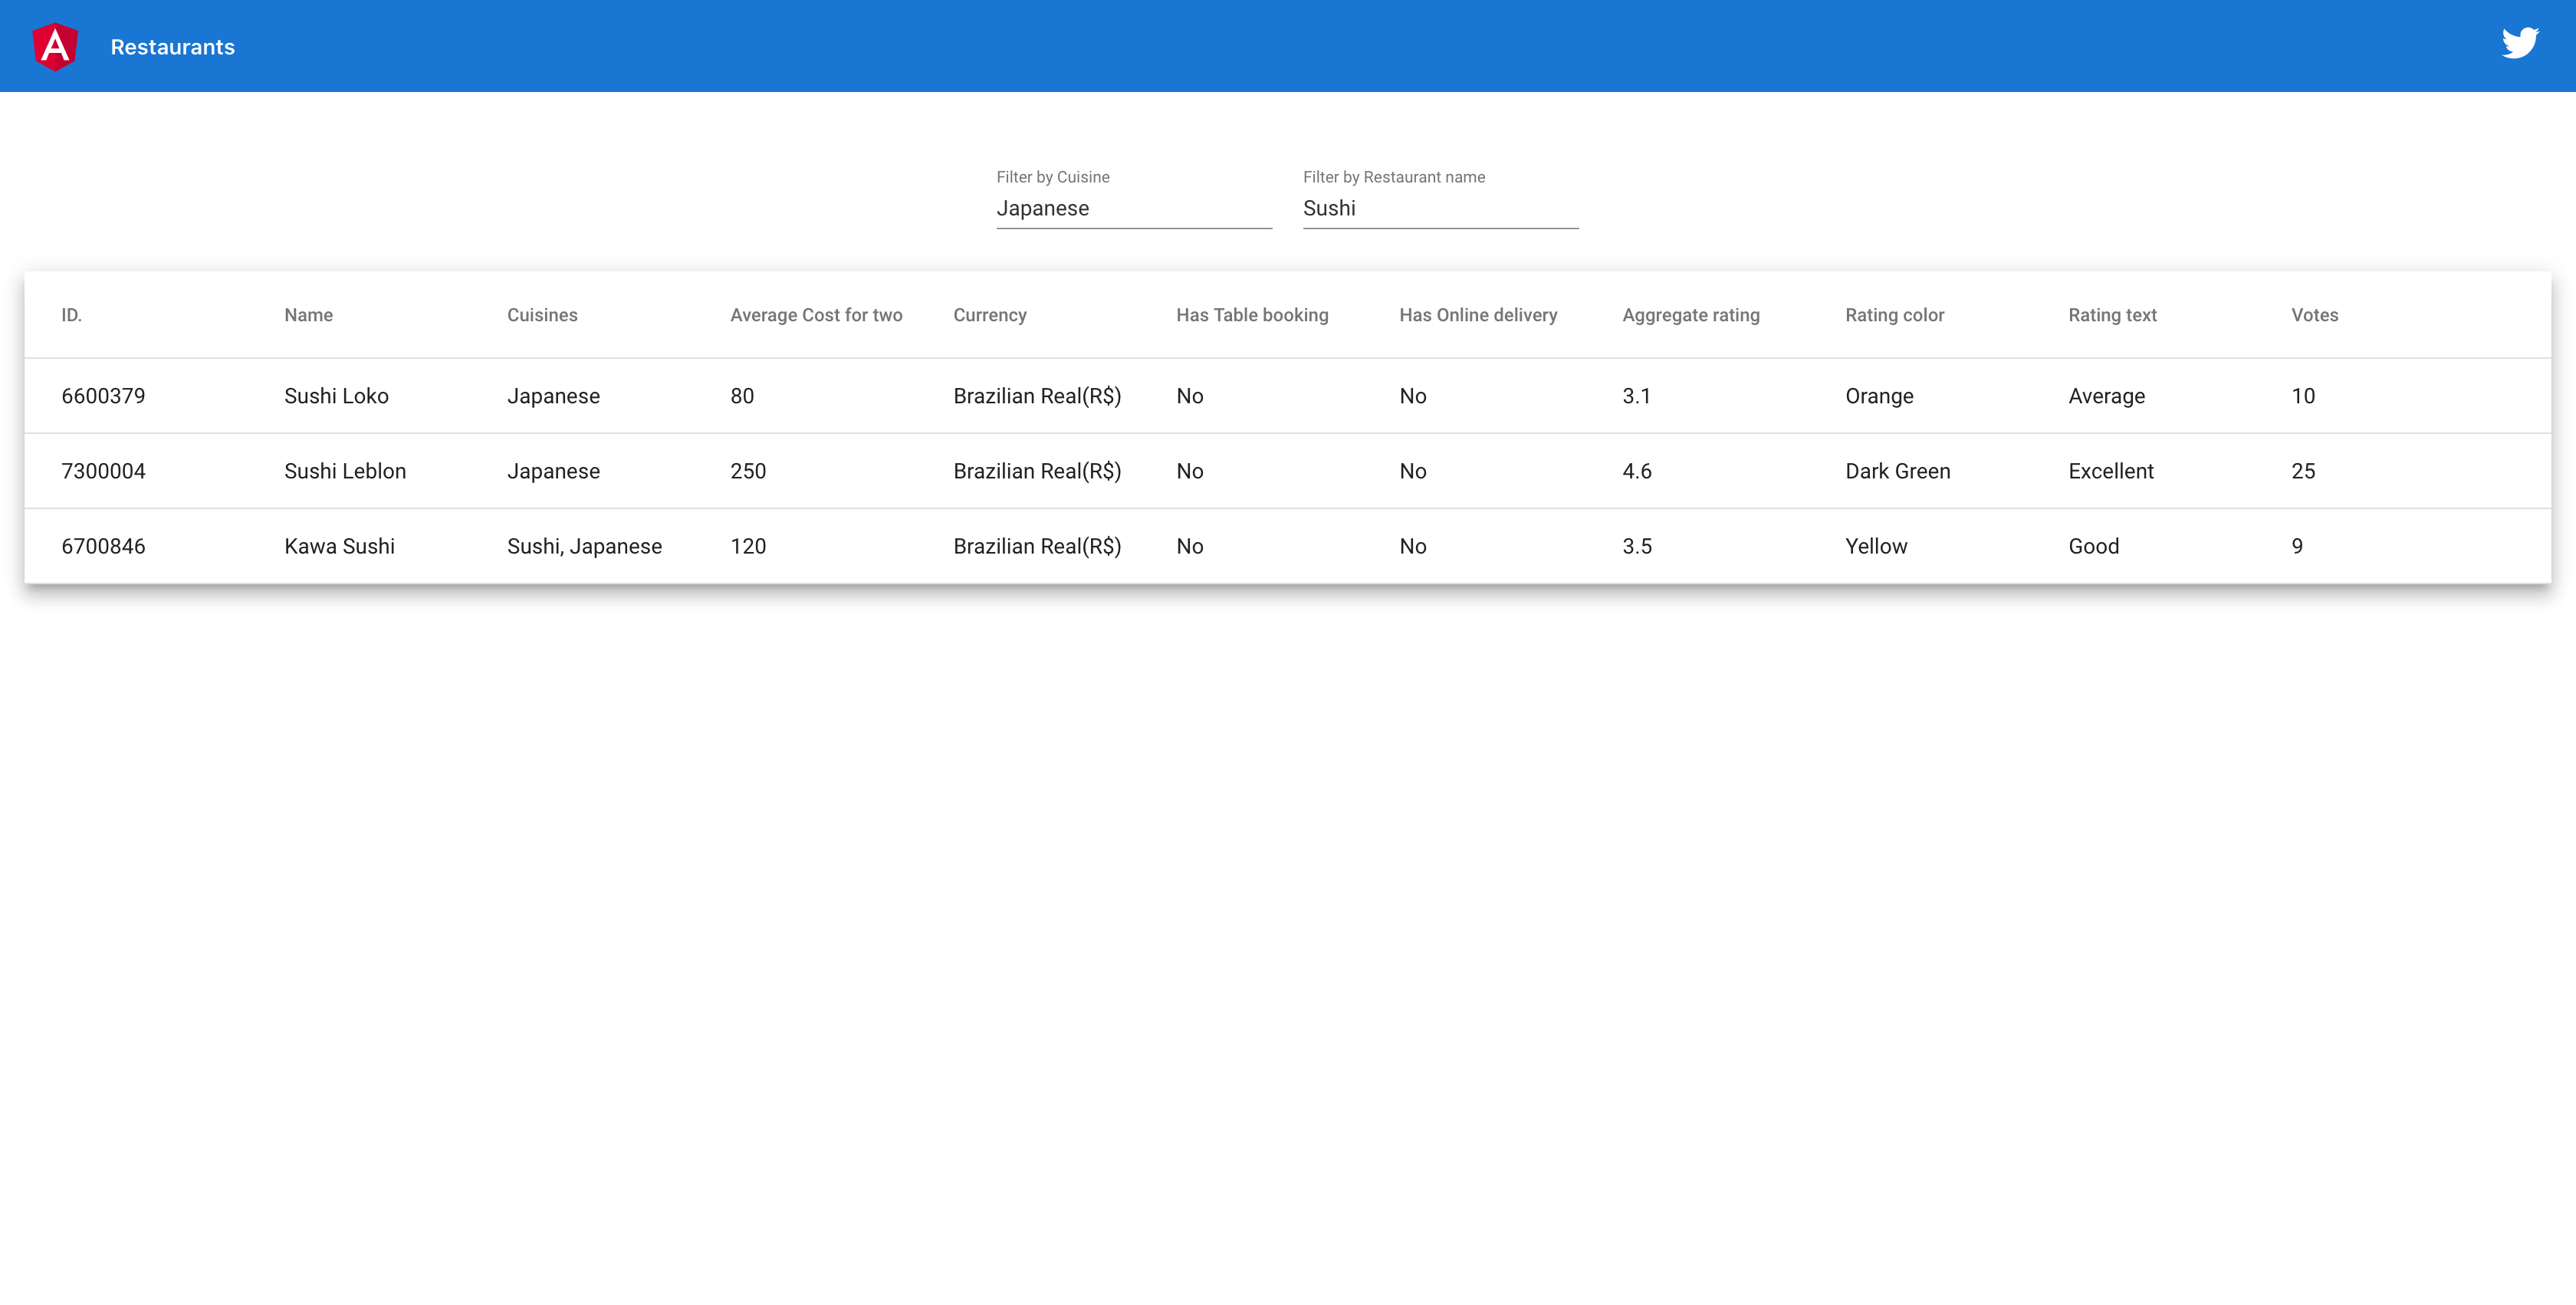 Restaurants
Filter by Cuisine Filter by Restaurant name
Japanese Sushi
ID. Name Cuisines Average Cost for two Currency Has Table booking Has Online delivery Aggregate rating Rating color Rating text Votes
6600379 Sushi Loko Japanese 80 Brazilian Real(R$) No No 3.1 Orange Average 10
7300004 Sushi Leblon Japanese 250 Brazilian Real(R$) No No 4.6 Dark Green Excellent 25
6700846 Kawa Sushi Sushi, Japanese 120 Brazilian Real(R$) No No 3.5 Yellow Good 9